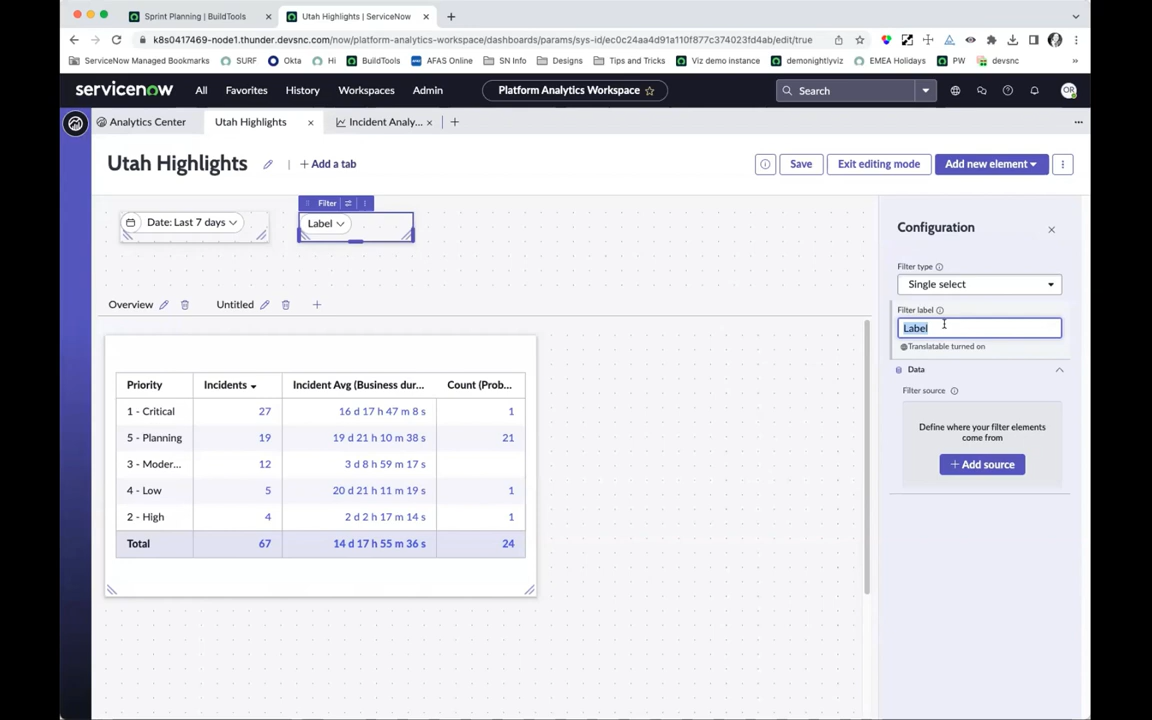 Sprint Planning | BuildTools
Utah Highlights | ServiceNow
k8s0417469-node1.thunder.devsnc.com/now/platform-analytics-workspace/dashboards/params/sys-id/ec0c24aa4d91a110f877c374023fd4ab/edit/true
ServiceNow Managed Bookmarks SURF Okta Hi BuildTools AFAS Online SN Info Designs Tips and Tricks Viz demo instance demonightlyviz EMEA Holidays PW devsnc
servicenow All Favorites History Workspaces Admin Platform Analytics Workspace Search OR
Analytics Center Utah Highlights Incident Analy...
Utah Highlights + Add a tab Save Exit editing mode Add new element
Filter
Date: Last 7 days Label
Overview Untitled
Priority Incidents Incident Avg (Business dur... Count (Prob...
1 - Critical 27 16 d 17 h 47 m 8 s 1
5 - Planning 19 19 d 21 h 10 m 38 s 21
3 - Moder... 12 3 d 8 h 59 m 17 s
4 - Low 5 20 d 21 h 11 m 19 s 1
2 - High 4 2 d 2 h 17 m 14 s 1
Total 67 14 d 17 h 55 m 36 s 24
Configuration
Filter type
Single select
Filter label
Label
Translatable turned on
Data
Filter source
Define where your filter elements
come from
+ Add source